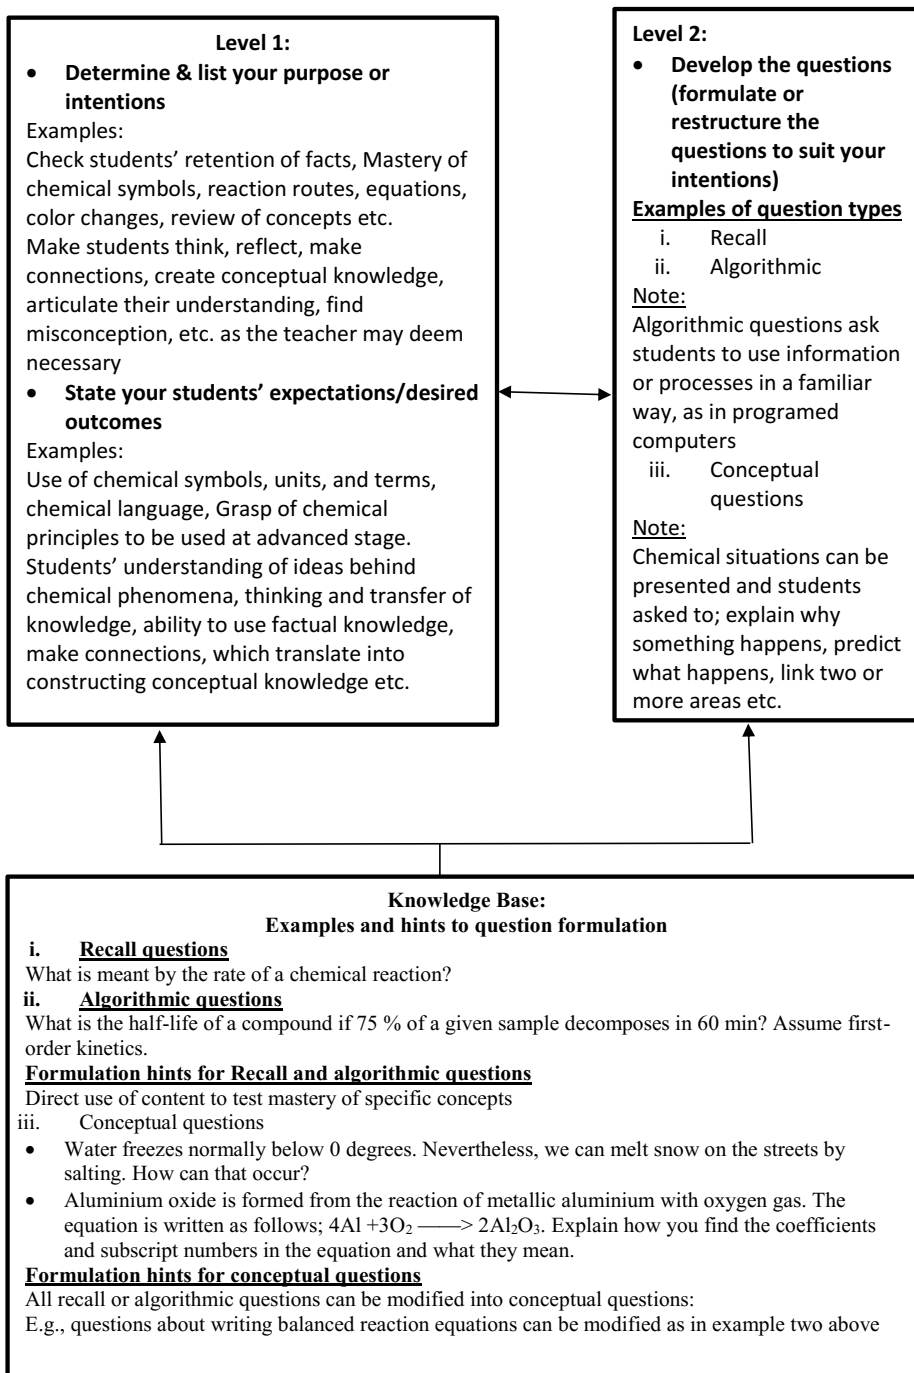 Level 1:
• Determine & list your purpose or
intentions
Examples:
Check students’ retention of facts, Mastery of
chemical symbols, reaction routes, equations,
color changes, review of concepts etc.
Make students think, reflect, make
connections, create conceptual knowledge,
articulate their understanding, find
misconception, etc. as the teacher may deem
necessary
• State your students’ expectations/desired
outcomes
Examples:
Use of chemical symbols, units, and terms,
chemical language, Grasp of chemical
principles to be used at advanced stage.
Students’ understanding of ideas behind
chemical phenomena, thinking and transfer of
knowledge, ability to use factual knowledge,
make connections, which translate into
constructing conceptual knowledge etc.
Level 2:
• Develop the questions
(formulate or
restructure the
questions to suit your
intentions)
Examples of question types
i. Recall
ii. Algorithmic
Note:
Algorithmic questions ask
students to use information
or processes in a familiar
way, as in programed
computers
iii. Conceptual
questions
Note:
Chemical situations can be
presented and students
asked to; explain why
something happens, predict
what happens, link two or
more areas etc.
Knowledge Base:
Examples and hints to question formulation
i. Recall questions
What is meant by the rate of a chemical reaction?
ii. Algorithmic questions
What is the half-life of a compound if 75 % of a given sample decomposes in 60 min? Assume first-
order kinetics.
Formulation hints for Recall and algorithmic questions
Direct use of content to test mastery of specific concepts
iii. Conceptual questions
• Water freezes normally below 0 degrees. Nevertheless, we can melt snow on the streets by
salting. How can that occur?
• Aluminium oxide is formed from the reaction of metallic aluminium with oxygen gas. The
equation is written as follows; 4Al +3O₂ ——> 2Al₂O₃. Explain how you find the coefficients
and subscript numbers in the equation and what they mean.
Formulation hints for conceptual questions
All recall or algorithmic questions can be modified into conceptual questions:
E.g., questions about writing balanced reaction equations can be modified as in example two above